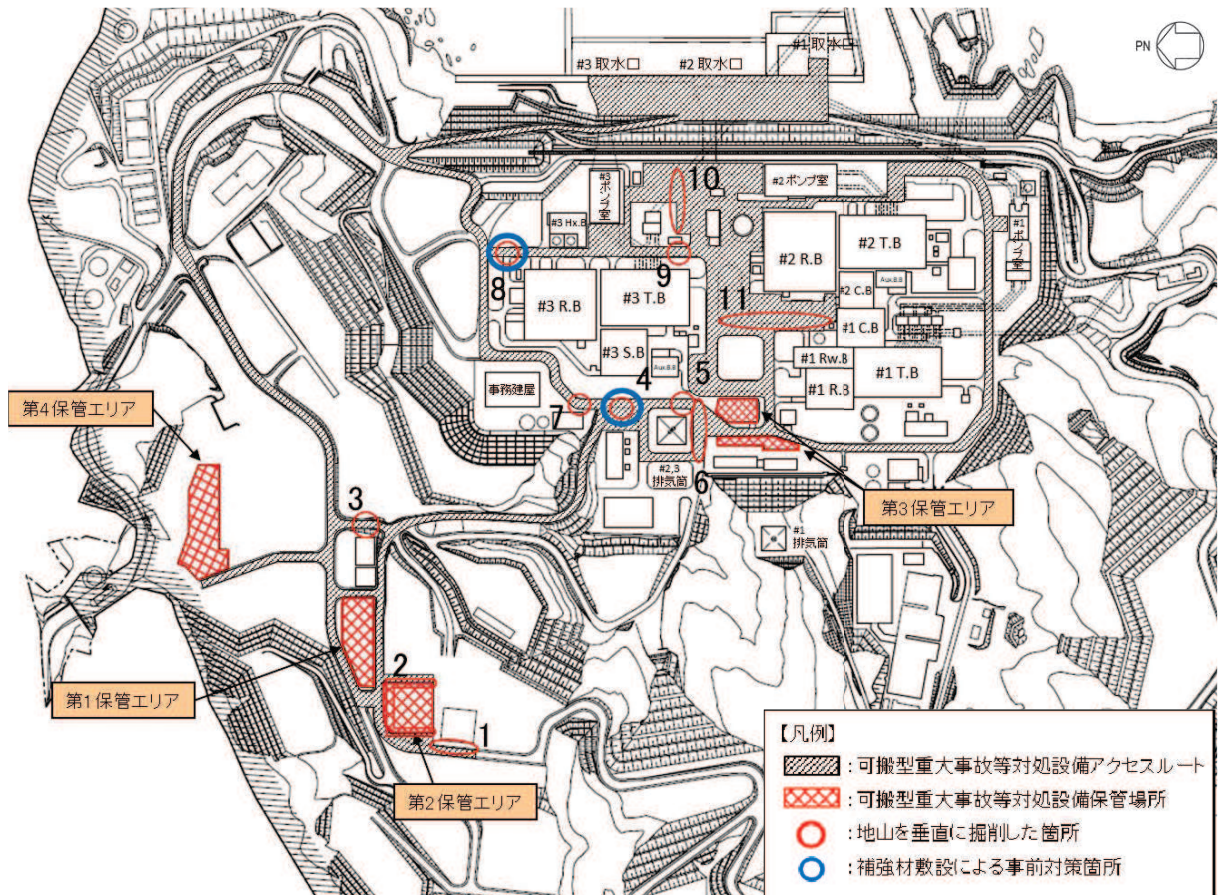 #1 取水口
PN
#3 取水口
#2 取水口
10
#2 ポンプ室
#3 ポンプ室
#3 Hx.B
#1 ポンプ室
#2 T.B
#2 R.B
9
8
#3 R.B
#3 T.B
11
#2 C.B
Aux.B.B
#1 C.B
#3 S.B
Aux.B.B
#1 Rw.B
#1 R.B
#1 T.B
事務建屋
4
5
7
第4保管エリア
#2,3 排気筒
6
第3保管エリア
3
#1 排気筒
2
第1保管エリア
1
第2保管エリア
【凡例】
:可搬型重大事故等対処設備アクセスルート
:可搬型重大事故等対処設備保管場所
:地山を垂直に掘削した箇所
:補強材敷設による事前対策箇所